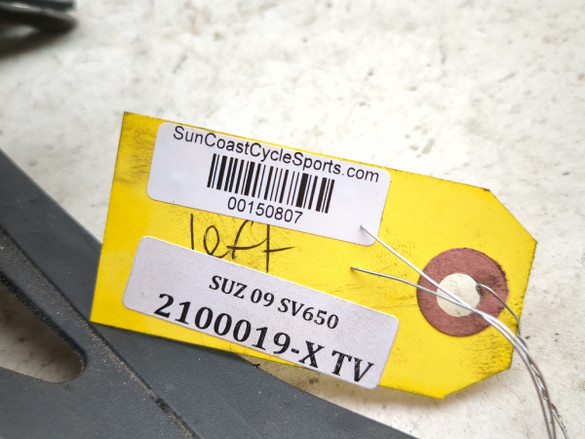 SunCoastCycleSports.com
00150807
left
SUZ 09 SV650
2100019-X TV